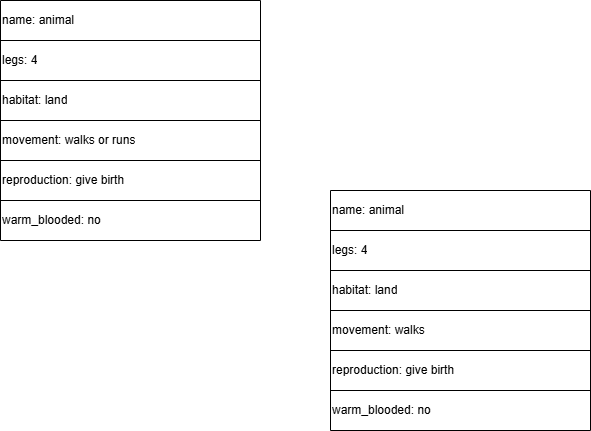 name: animal
legs: 4
habitat: land
movement: walks or runs
reproduction: give birth
warm_blooded: no
name: animal
legs: 4
habitat: land
movement: walks
reproduction: give birth
warm_blooded: no